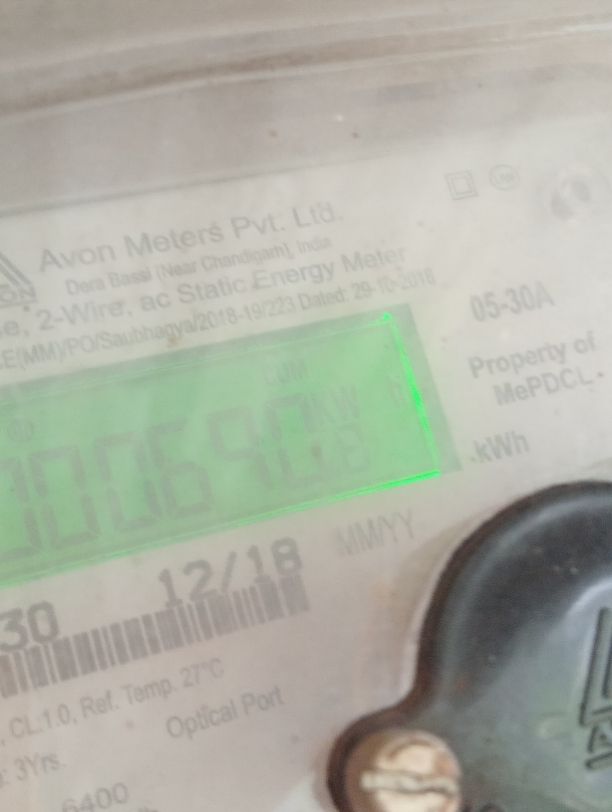 Avon Meters Pvt. Ltd.
Dera Bassi [Near Chandigarh], India
2-Wire, ac Static Energy Meter
E(MM)/PO/Saubhagya/2018-19/223 Dated: 29-10-2018
05-30A
Property of
MePDCL.
CUM
KW
kWh
MM/YY
30
12/18
CL:1.0, Ref. Temp. 27°C
Optical Port
3Yrs.
6400